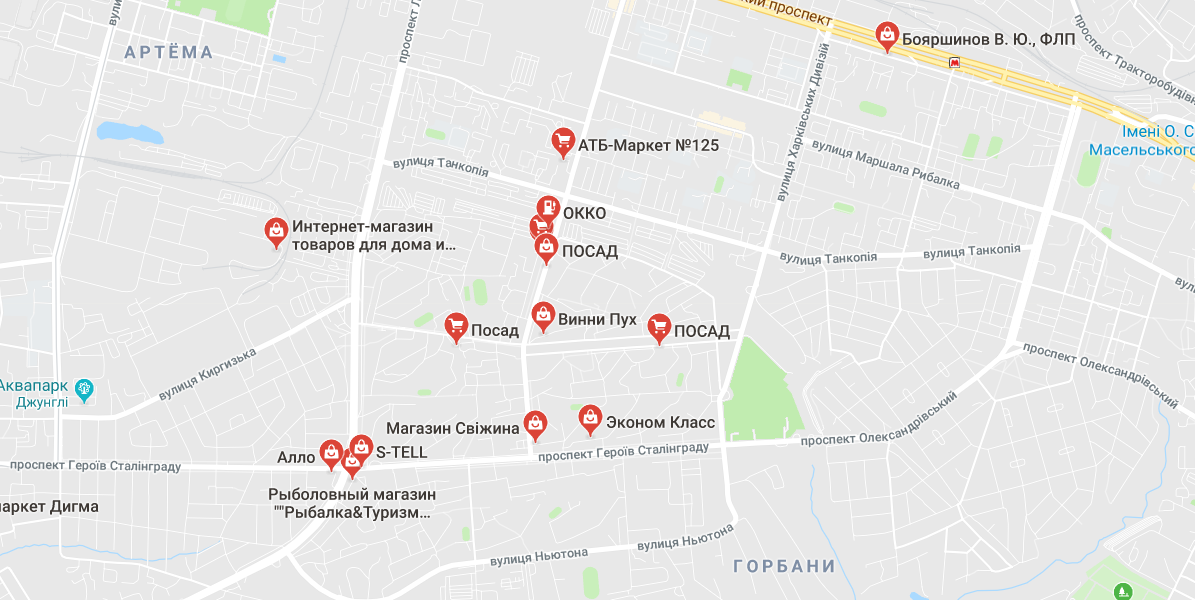 проспект
Бояршинов В. Ю., ФЛП
АРТЁМА
проспект
проспект Тракторобудівн
вулиця Харківських Дивізій
Імені О. С
Масельського
АТБ-Маркет №125
вулиця Танкопія
вулиця Маршала Рибалка
ОККО
Интернет-магазин
товаров для дома и...
ПОСАД
вулиця Танкопія
вулиця Танкопія
Винни Пух
Посад
ПОСАД
проспект Олександрівський
вулиця Киргизька
Аквапарк
Джунглі
Магазин Свіжина
Эконом Класс
проспект Олександрівський
S-TELL
Алло
проспект Героїв Сталінграду
проспект Героїв Сталінграду
Рыболовный магазин
""Рыбалка&Туризм...
маркет Дигма
вулиця Ньютона
вулиця Ньютона
ГОРБАНИ